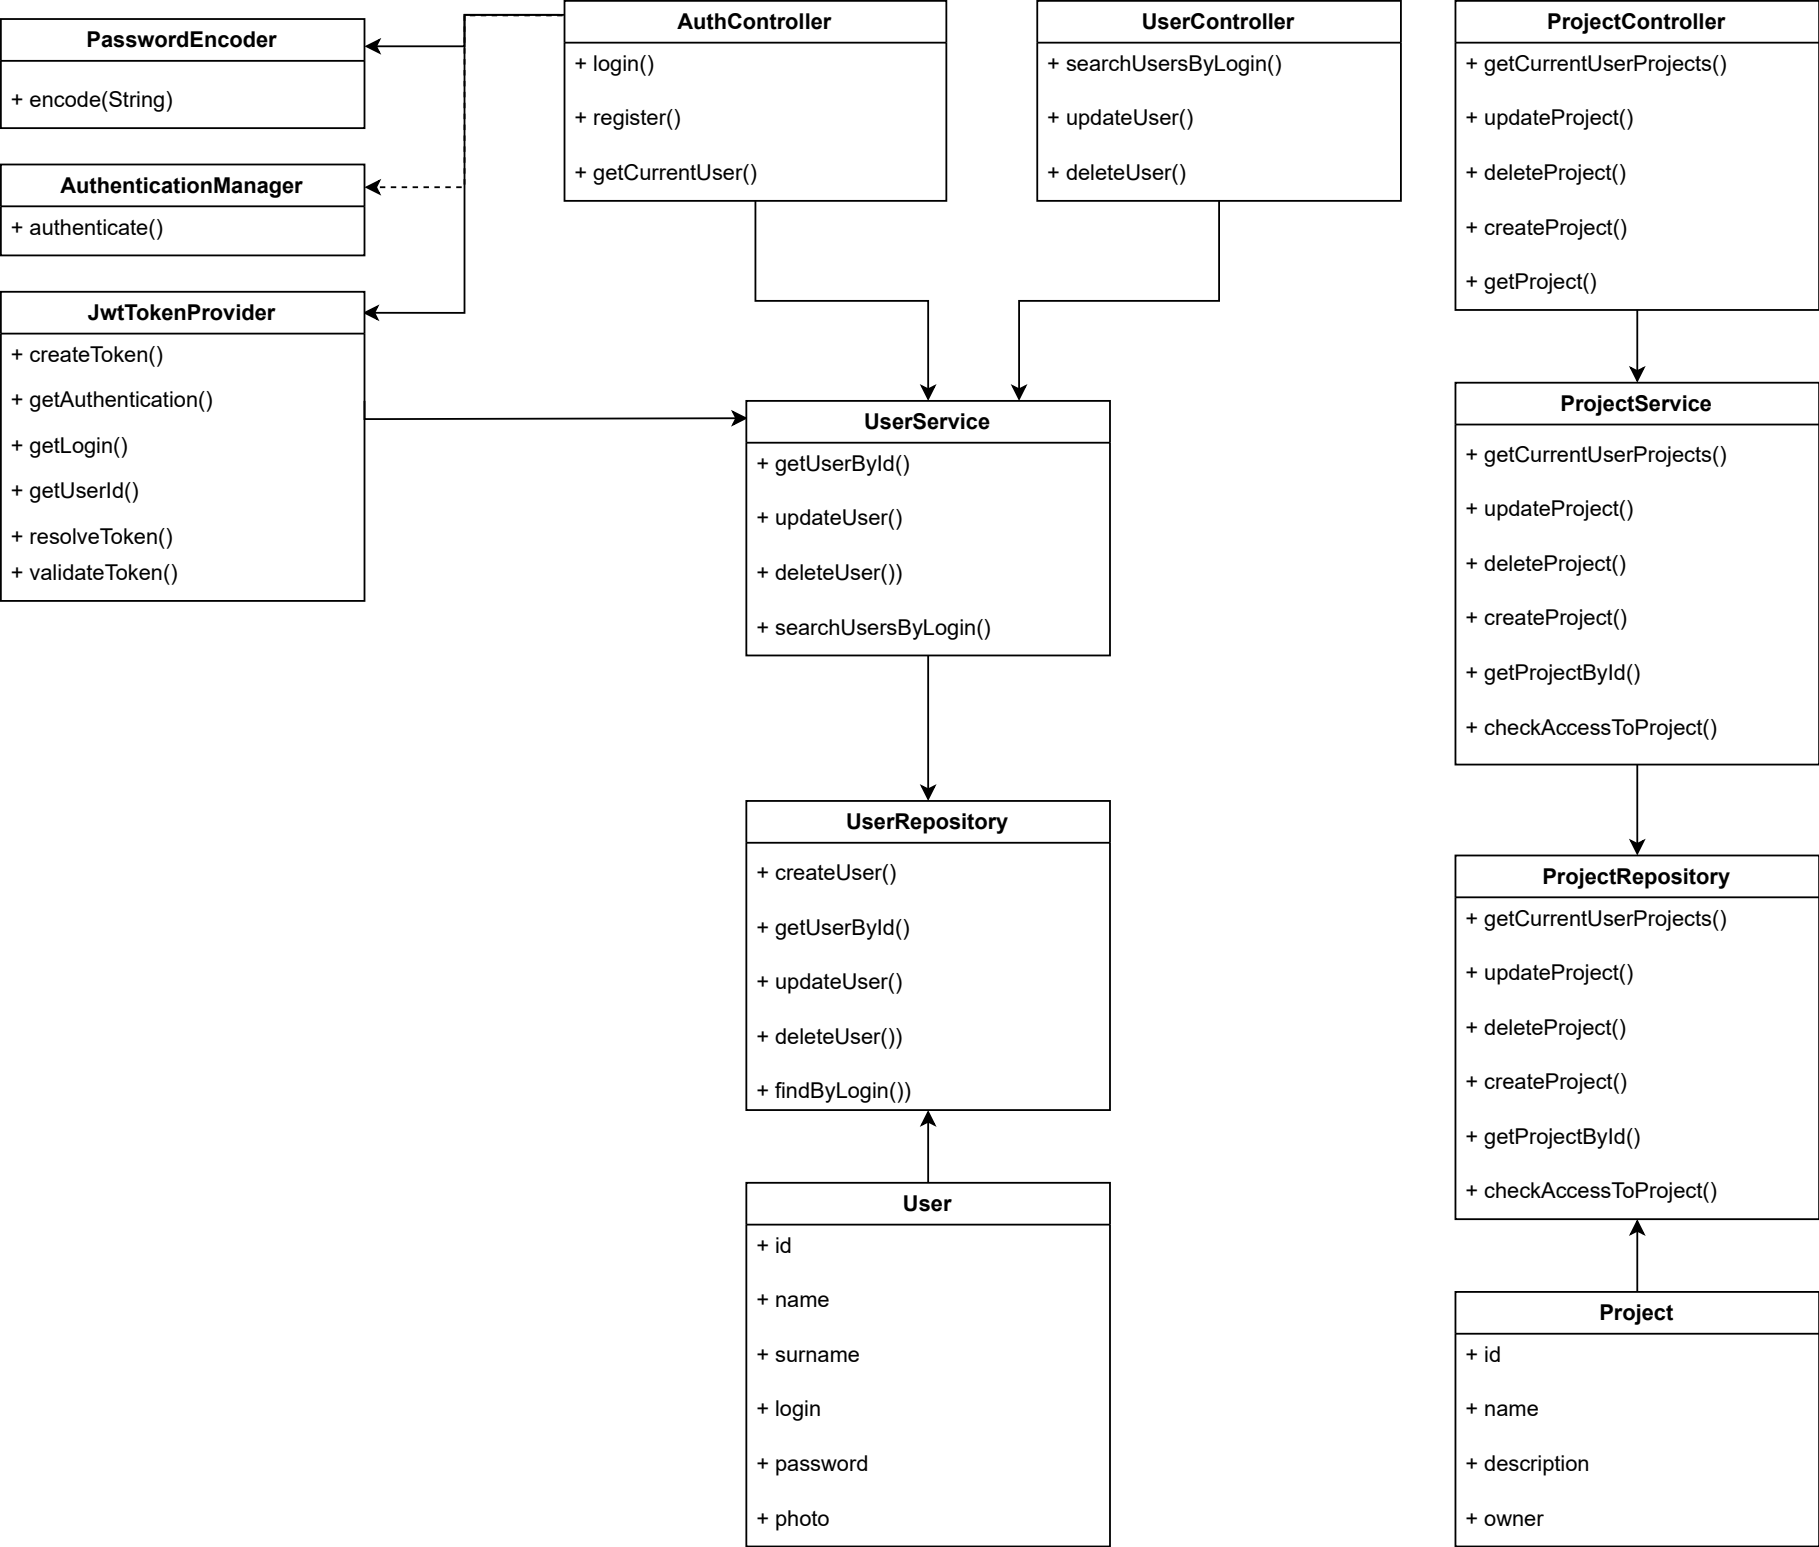 PasswordEncoder
+ encode(String)
AuthenticationManager
+ authenticate()
JwtTokenProvider
+ createToken()
+ getAuthentication()
+ getLogin()
+ getUserId()
+ resolveToken()
+ validateToken()
AuthController
+ login()
+ register()
+ getCurrentUser()
UserController
+ searchUsersByLogin()
+ updateUser()
+ deleteUser()
UserService
+ getUserById()
+ updateUser()
+ deleteUser())
+ searchUsersByLogin()
UserRepository
+ createUser()
+ getUserById()
+ updateUser()
+ deleteUser())
+ findByLogin())
User
+ id
+ name
+ surname
+ login
+ password
+ photo
ProjectController
+ getCurrentUserProjects()
+ updateProject()
+ deleteProject()
+ createProject()
+ getProject()
ProjectService
+ getCurrentUserProjects()
+ updateProject()
+ deleteProject()
+ createProject()
+ getProjectById()
+ checkAccessToProject()
ProjectRepository
+ getCurrentUserProjects()
+ updateProject()
+ deleteProject()
+ createProject()
+ getProjectById()
+ checkAccessToProject()
Project
+ id
+ name
+ description
+ owner